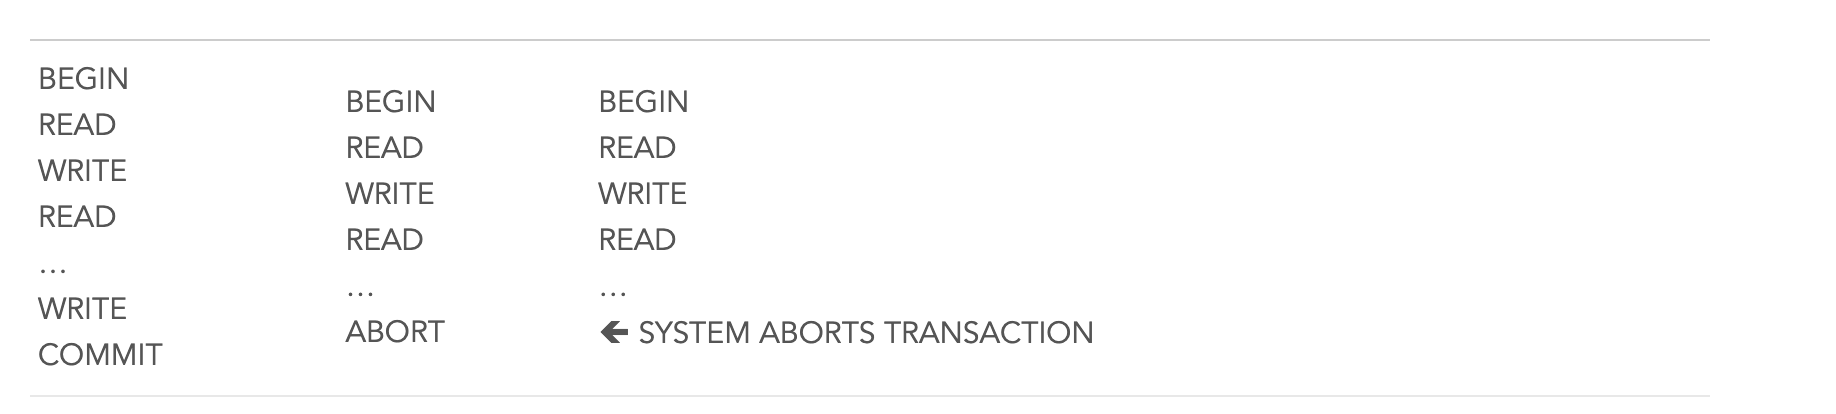 BEGIN
READ
WRITE
READ
...
WRITE
COMMIT
BEGIN
READ
WRITE
READ
...
ABORT
BEGIN
READ
WRITE
READ
...
← SYSTEM ABORTS TRANSACTION